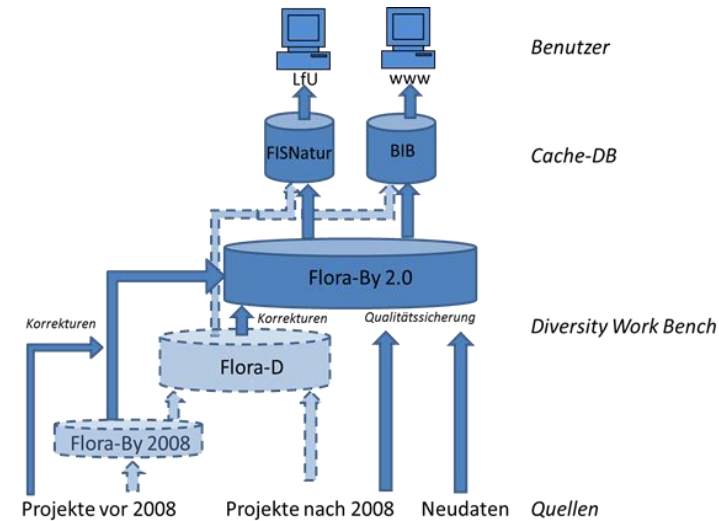 Benutzer
LfU
www
FISNatur
BIB
Cache-DB
Flora-By 2.0
Korrekturen
Korrekturen
Qualitätssicherung
Diversity Work Bench
Flora-D
Flora-By 2008
Projekte vor 2008
Projekte nach 2008
Neudaten
Quellen